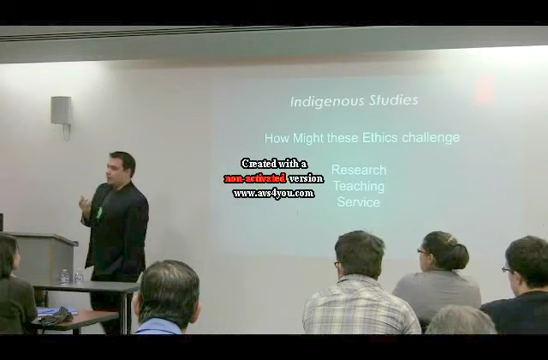 Indigenous Studies
How Might these Ethics challenge
Created with a
non-activated version
www.avs4you.com
Research
Teaching
Service